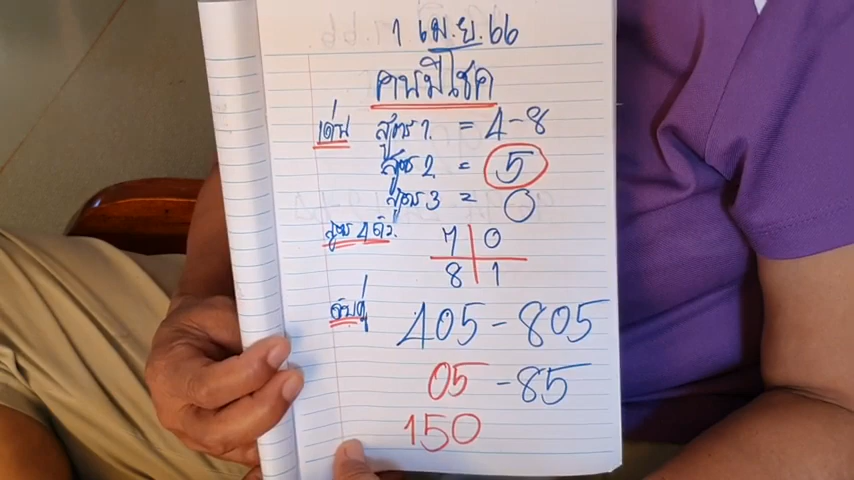 1 เม.ย. 66
คนมีโชค
เด่น สูตร 1. = 4-8
สูตร 2 = 5
สูตร 3 = 0
สูตร 4 ตัว. 7 0
8 1
จับคู่ 405 - 805
05 - 85
150